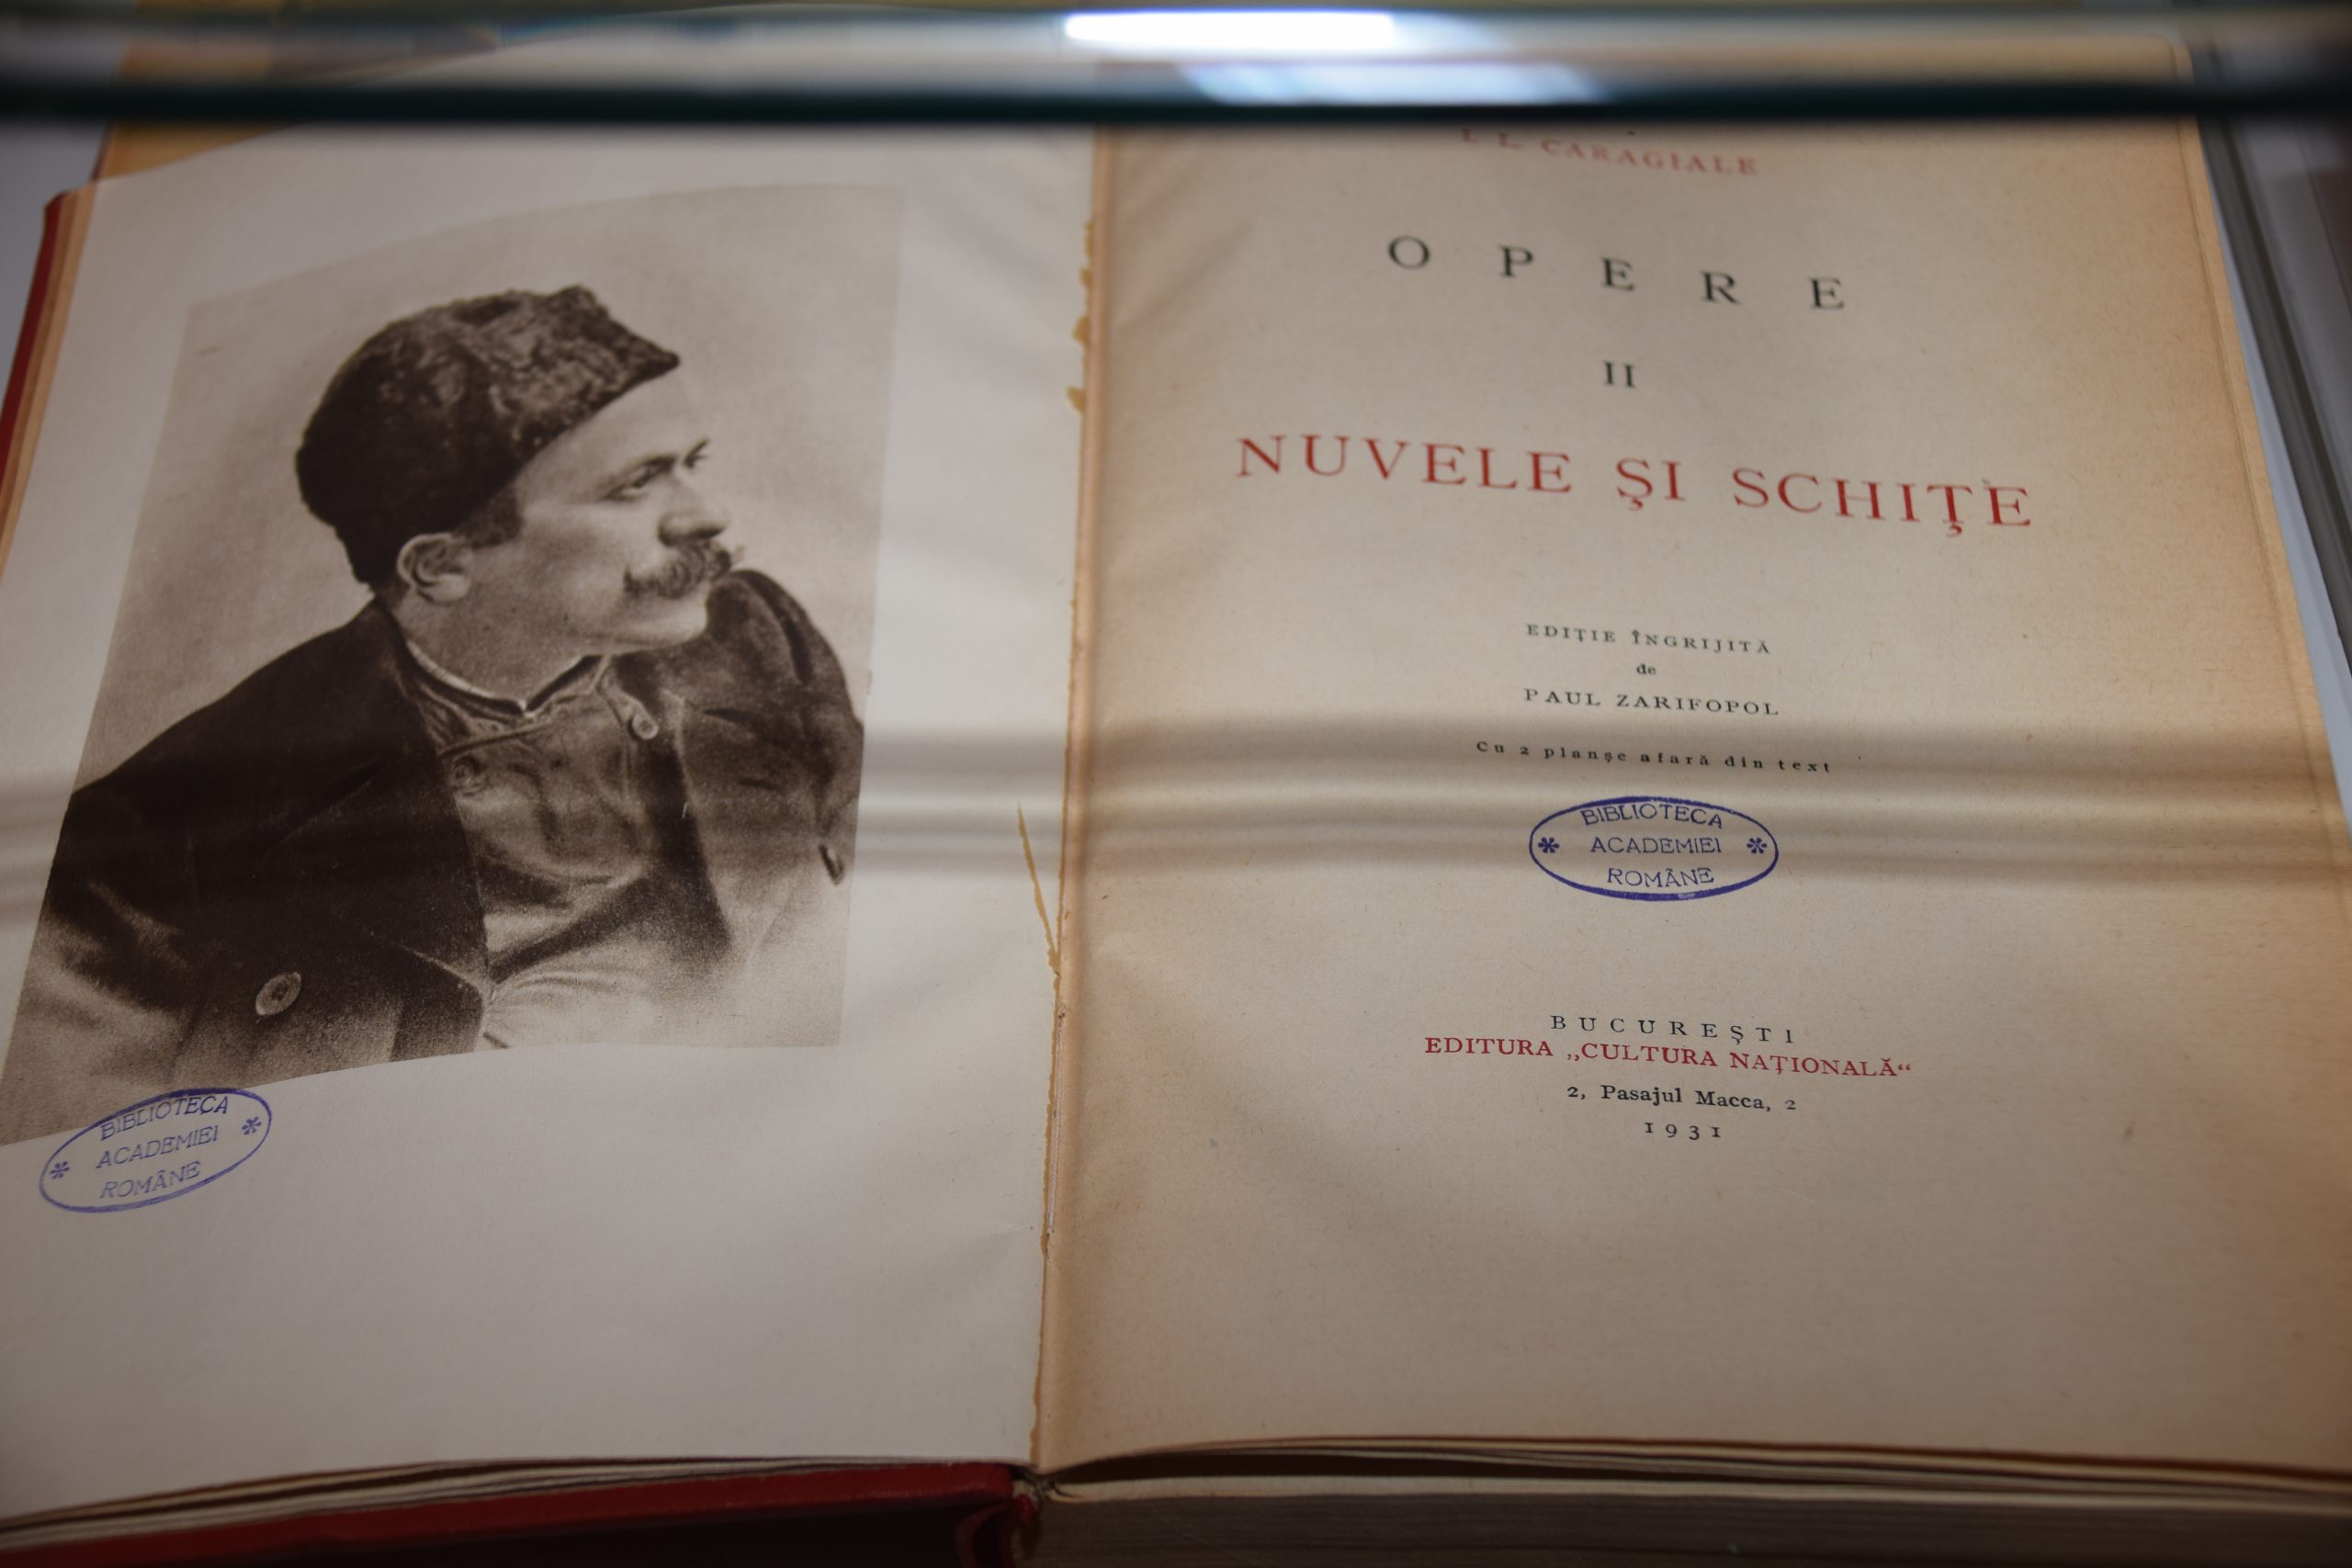 I. L. CARAGIALE
OPERE
II
NUVELE ŞI SCHIŢE
EDIŢIE ÎNGRIJITĂ
de
PAUL ZARIFOPOL
Cu 2 planşe afară din text
BIBLIOTECA
ACADEMIEI
ROMÂNE
BUCUREŞTI
EDITURA „CULTURA NAŢIONALĂ“
2, Pasajul Macca, 2
1931
BIBLIOTECA
ACADEMIEI
ROMÂNE